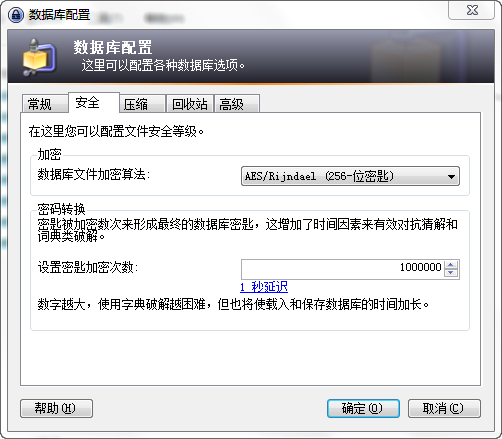 数据库配置
数据库配置
这里可以配置各种数据库选项。
常规 安全 压缩 回收站 高级
在这里您可以配置文件安全等级。
加密
数据库文件加密算法: AES/Rijndael (256-位密匙)
密码转换
密匙被加密数次来形成最终的数据库密匙，这增加了时间因素来有效对抗猜解和
词典类破解。
设置密匙加密次数: 1000000
1 秒延迟
数字越大，使用字典破解越困难，但也将使载入和保存数据库的时间加长。
帮助(H) 确定(O) 取消(C)